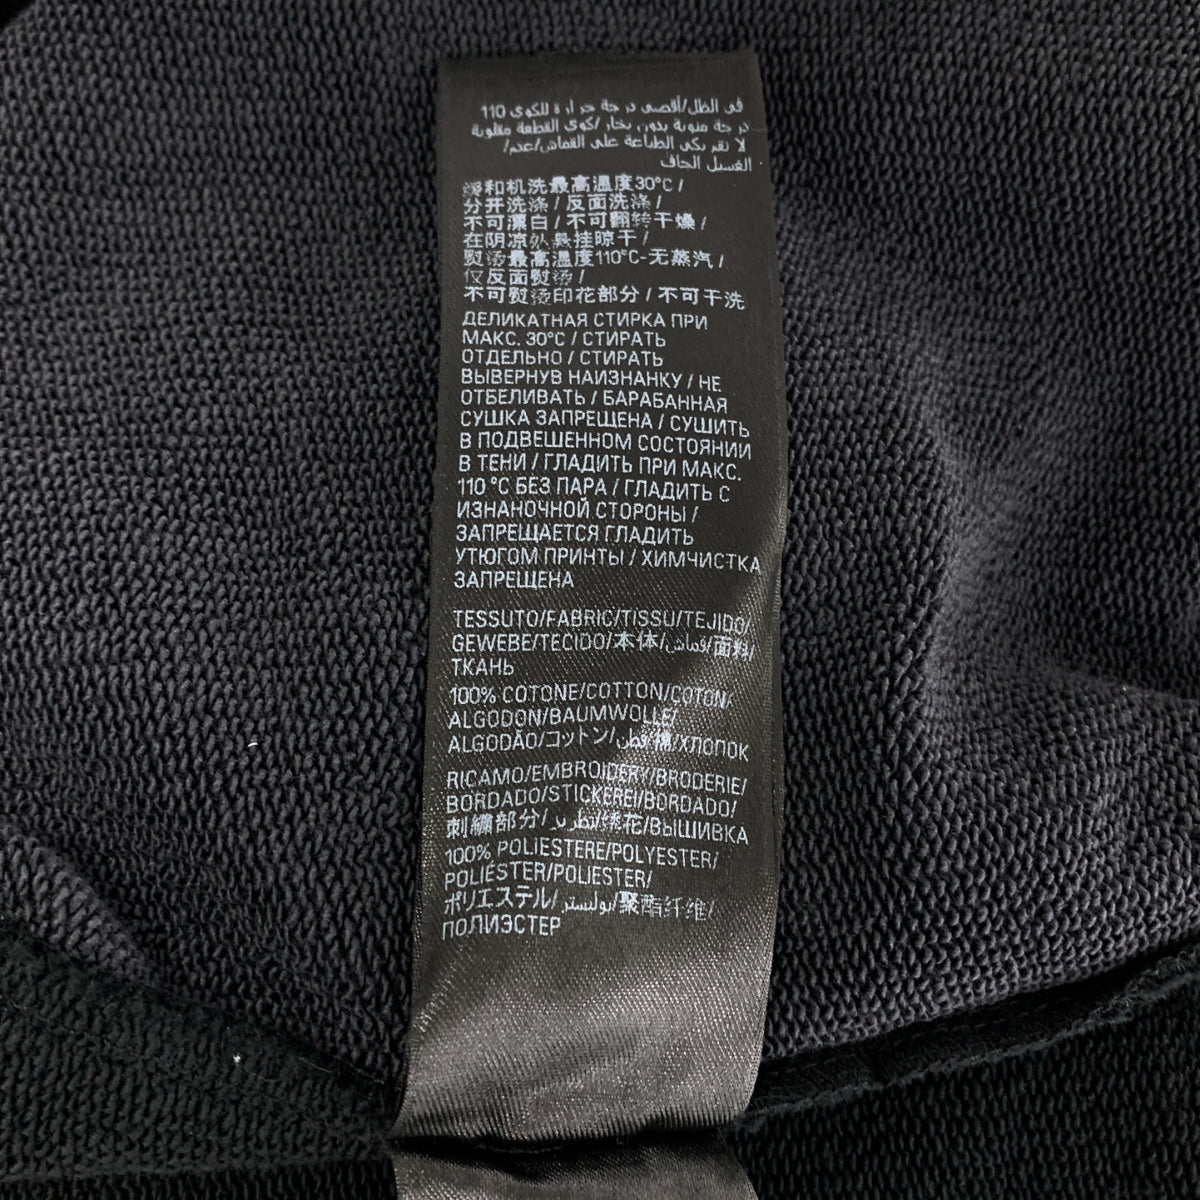 في الظل/أقصى درجة حرارة للكوي 110
درجة مئوية بدون بخار/كوي القطعة مقلوبة
لا تقم بكي الطباعة على القماش/عدم/
الغسيل الجاف
缓和机洗最高温度30°C /
分开洗涤 / 反面洗涤 /
不可漂白 / 不可翻转干燥 /
在阴凉处悬挂晾干 /
熨烫最高温度110°C-无蒸汽 /
仅反面熨烫 /
不可熨烫印花部分 / 不可干洗
ДЕЛИКАТНАЯ СТИРКА ПРИ
МАКС. 30°C / СТИРАТЬ
ОТДЕЛЬНО / СТИРАТЬ
ВЫВЕРНУВ НАИЗНАНКУ / НЕ
ОТБЕЛИВАТЬ / БАРАБАННАЯ
СУШКА ЗАПРЕЩЕНА / СУШИТЬ
В ПОДВЕШЕННОМ СОСТОЯНИИ
В ТЕНИ / ГЛАДИТЬ ПРИ МАКС.
110 °C БЕЗ ПАРА / ГЛАДИТЬ С
ИЗНАНОЧНОЙ СТОРОНЫ /
ЗАПРЕЩАЕТСЯ ГЛАДИТЬ
УТЮГОМ ПРИНТЫ / ХИМЧИСТКА
ЗАПРЕЩЕНА
TESSUTO/FABRIC/TISSU/TEJIDO/
GEWEBE/TECIDO/本体/قماش/面料/
ТКАНЬ
100% COTONE/COTTON/COTON/
ALGODON/BAUMWOLLE/
ALGODÃO/コットン/قطن/棉/ХЛОПОК
RICAMO/EMBROIDERY/BRODERIE/
BORDADO/STICKEREI/BORDADO/
刺繍部分/تطريز/绣花/ВЫШИВКА
100% POLIESTERE/POLYESTER/
POLIÉSTER/POLIESTER/
ポリエステル/بوليستر/聚酯纤维/
ПОЛИЭСТЕР